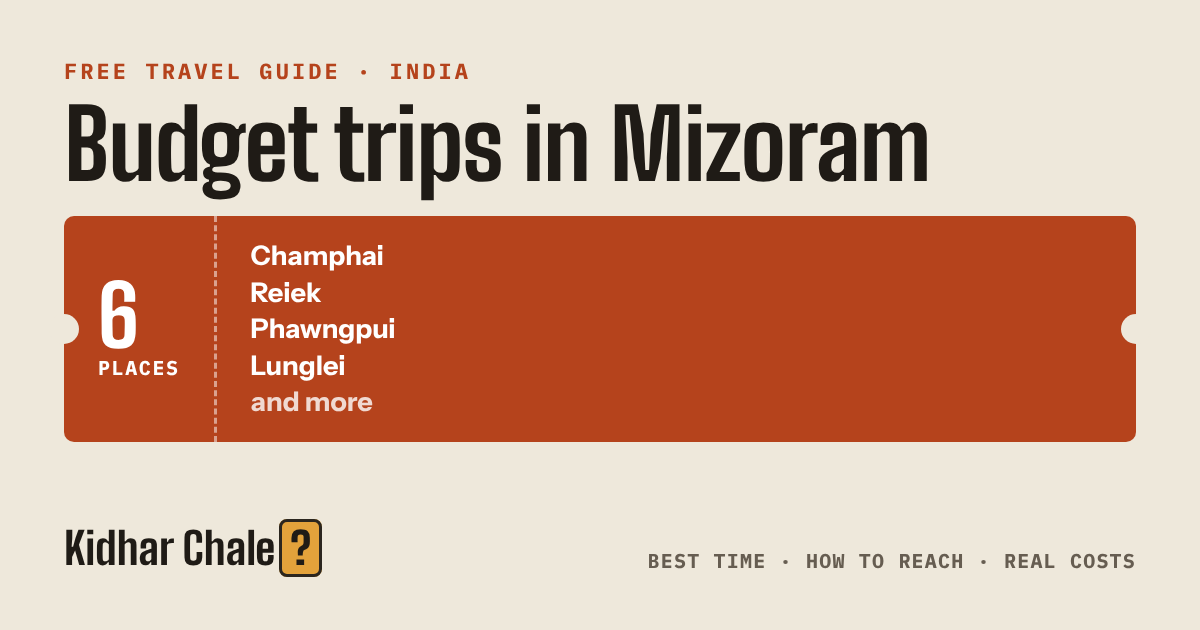 FREE TRAVEL GUIDE · INDIA
Budget trips in Mizoram
6
PLACES
Champhai
Reiek
Phawngpui
Lunglei
and more
Kidhar Chale ?
BEST TIME · HOW TO REACH · REAL COSTS